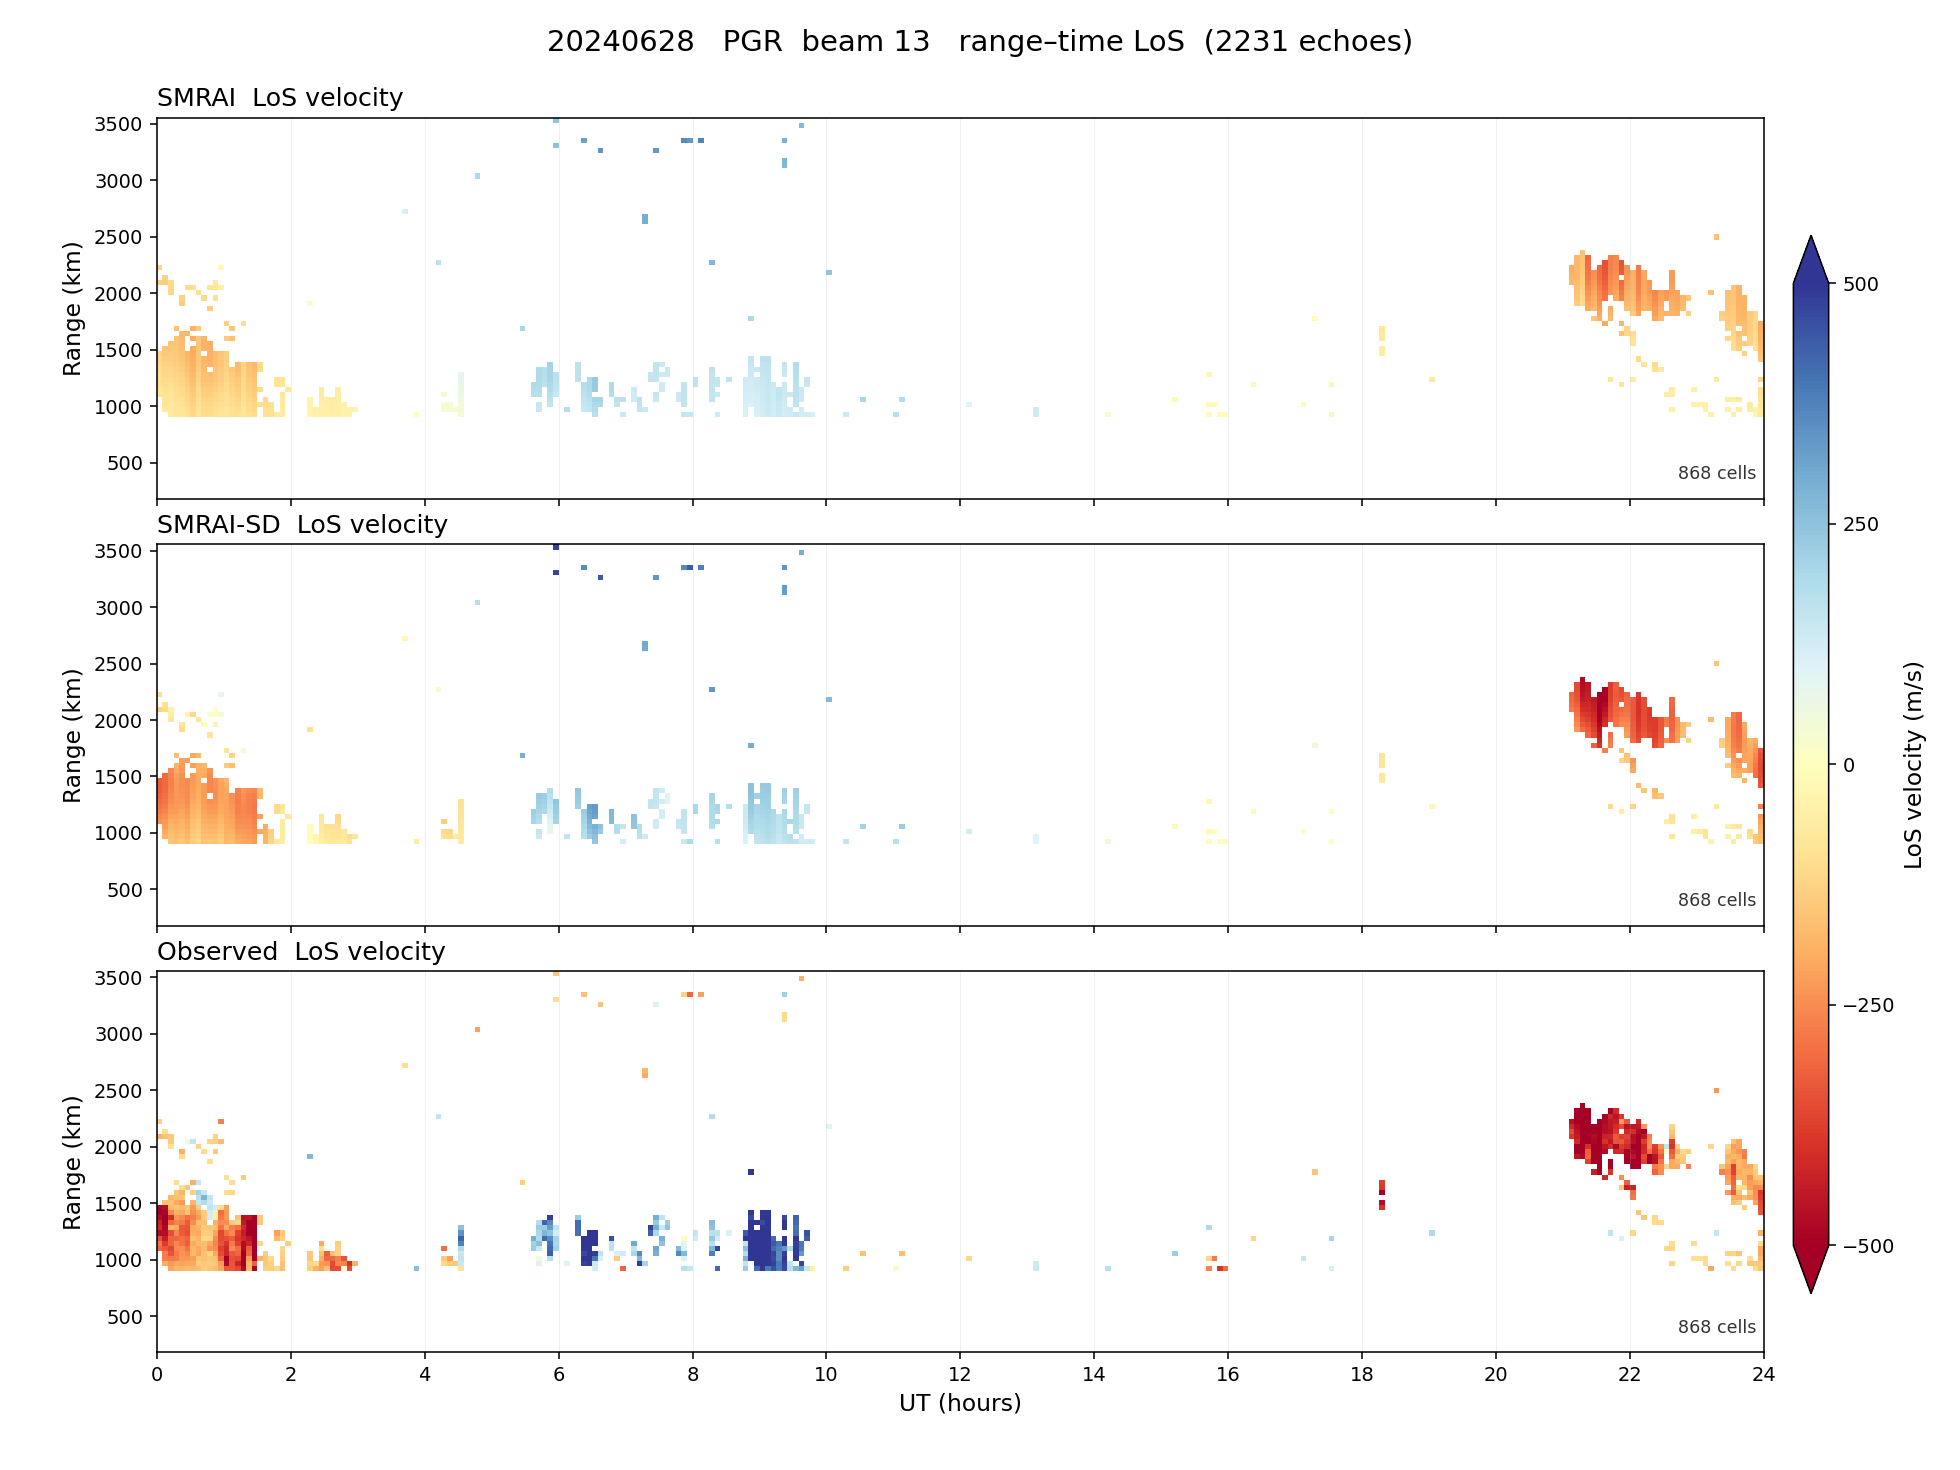 20240628   PGR  beam 13   range–time LoS  (2231 echoes)
SMRAI  LoS velocity
3500
3000
2500
2000
1500
1000
500
Range (km)
868 cells
SMRAI-SD  LoS velocity
3500
3000
2500
2000
1500
1000
500
Range (km)
868 cells
Observed  LoS velocity
3500
3000
2500
2000
1500
1000
500
Range (km)
868 cells
0 2 4 6 8 10 12 14 16 18 20 22 24
UT (hours)
500
250
0
−250
−500
LoS velocity (m/s)